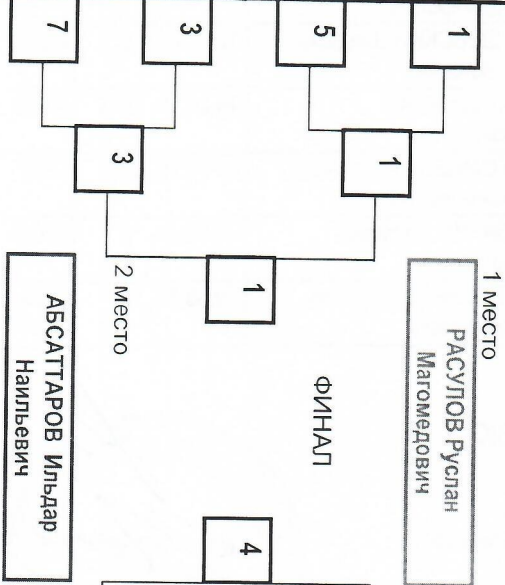 1 место
РАСУЛОВ Руслан
Магомедович
1
1
ФИНАЛ
5
1
4
3
3
2 место
7
АБСАТТАРОВ Ильдар
Наильевич